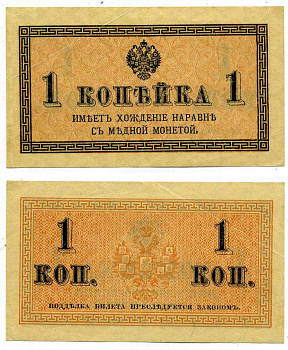 1 КОПѢЙКА 1
ИМѢЕТЪ ХОЖДЕНІЕ НАРАВНѢ
СЪ МѢДНОЙ МОНЕТОЙ.
1 1
КОП. КОП.
ПОДДѢЛКА БИЛЕТА ПРЕСЛѢДУЕТСЯ ЗАКОНОМЪ.